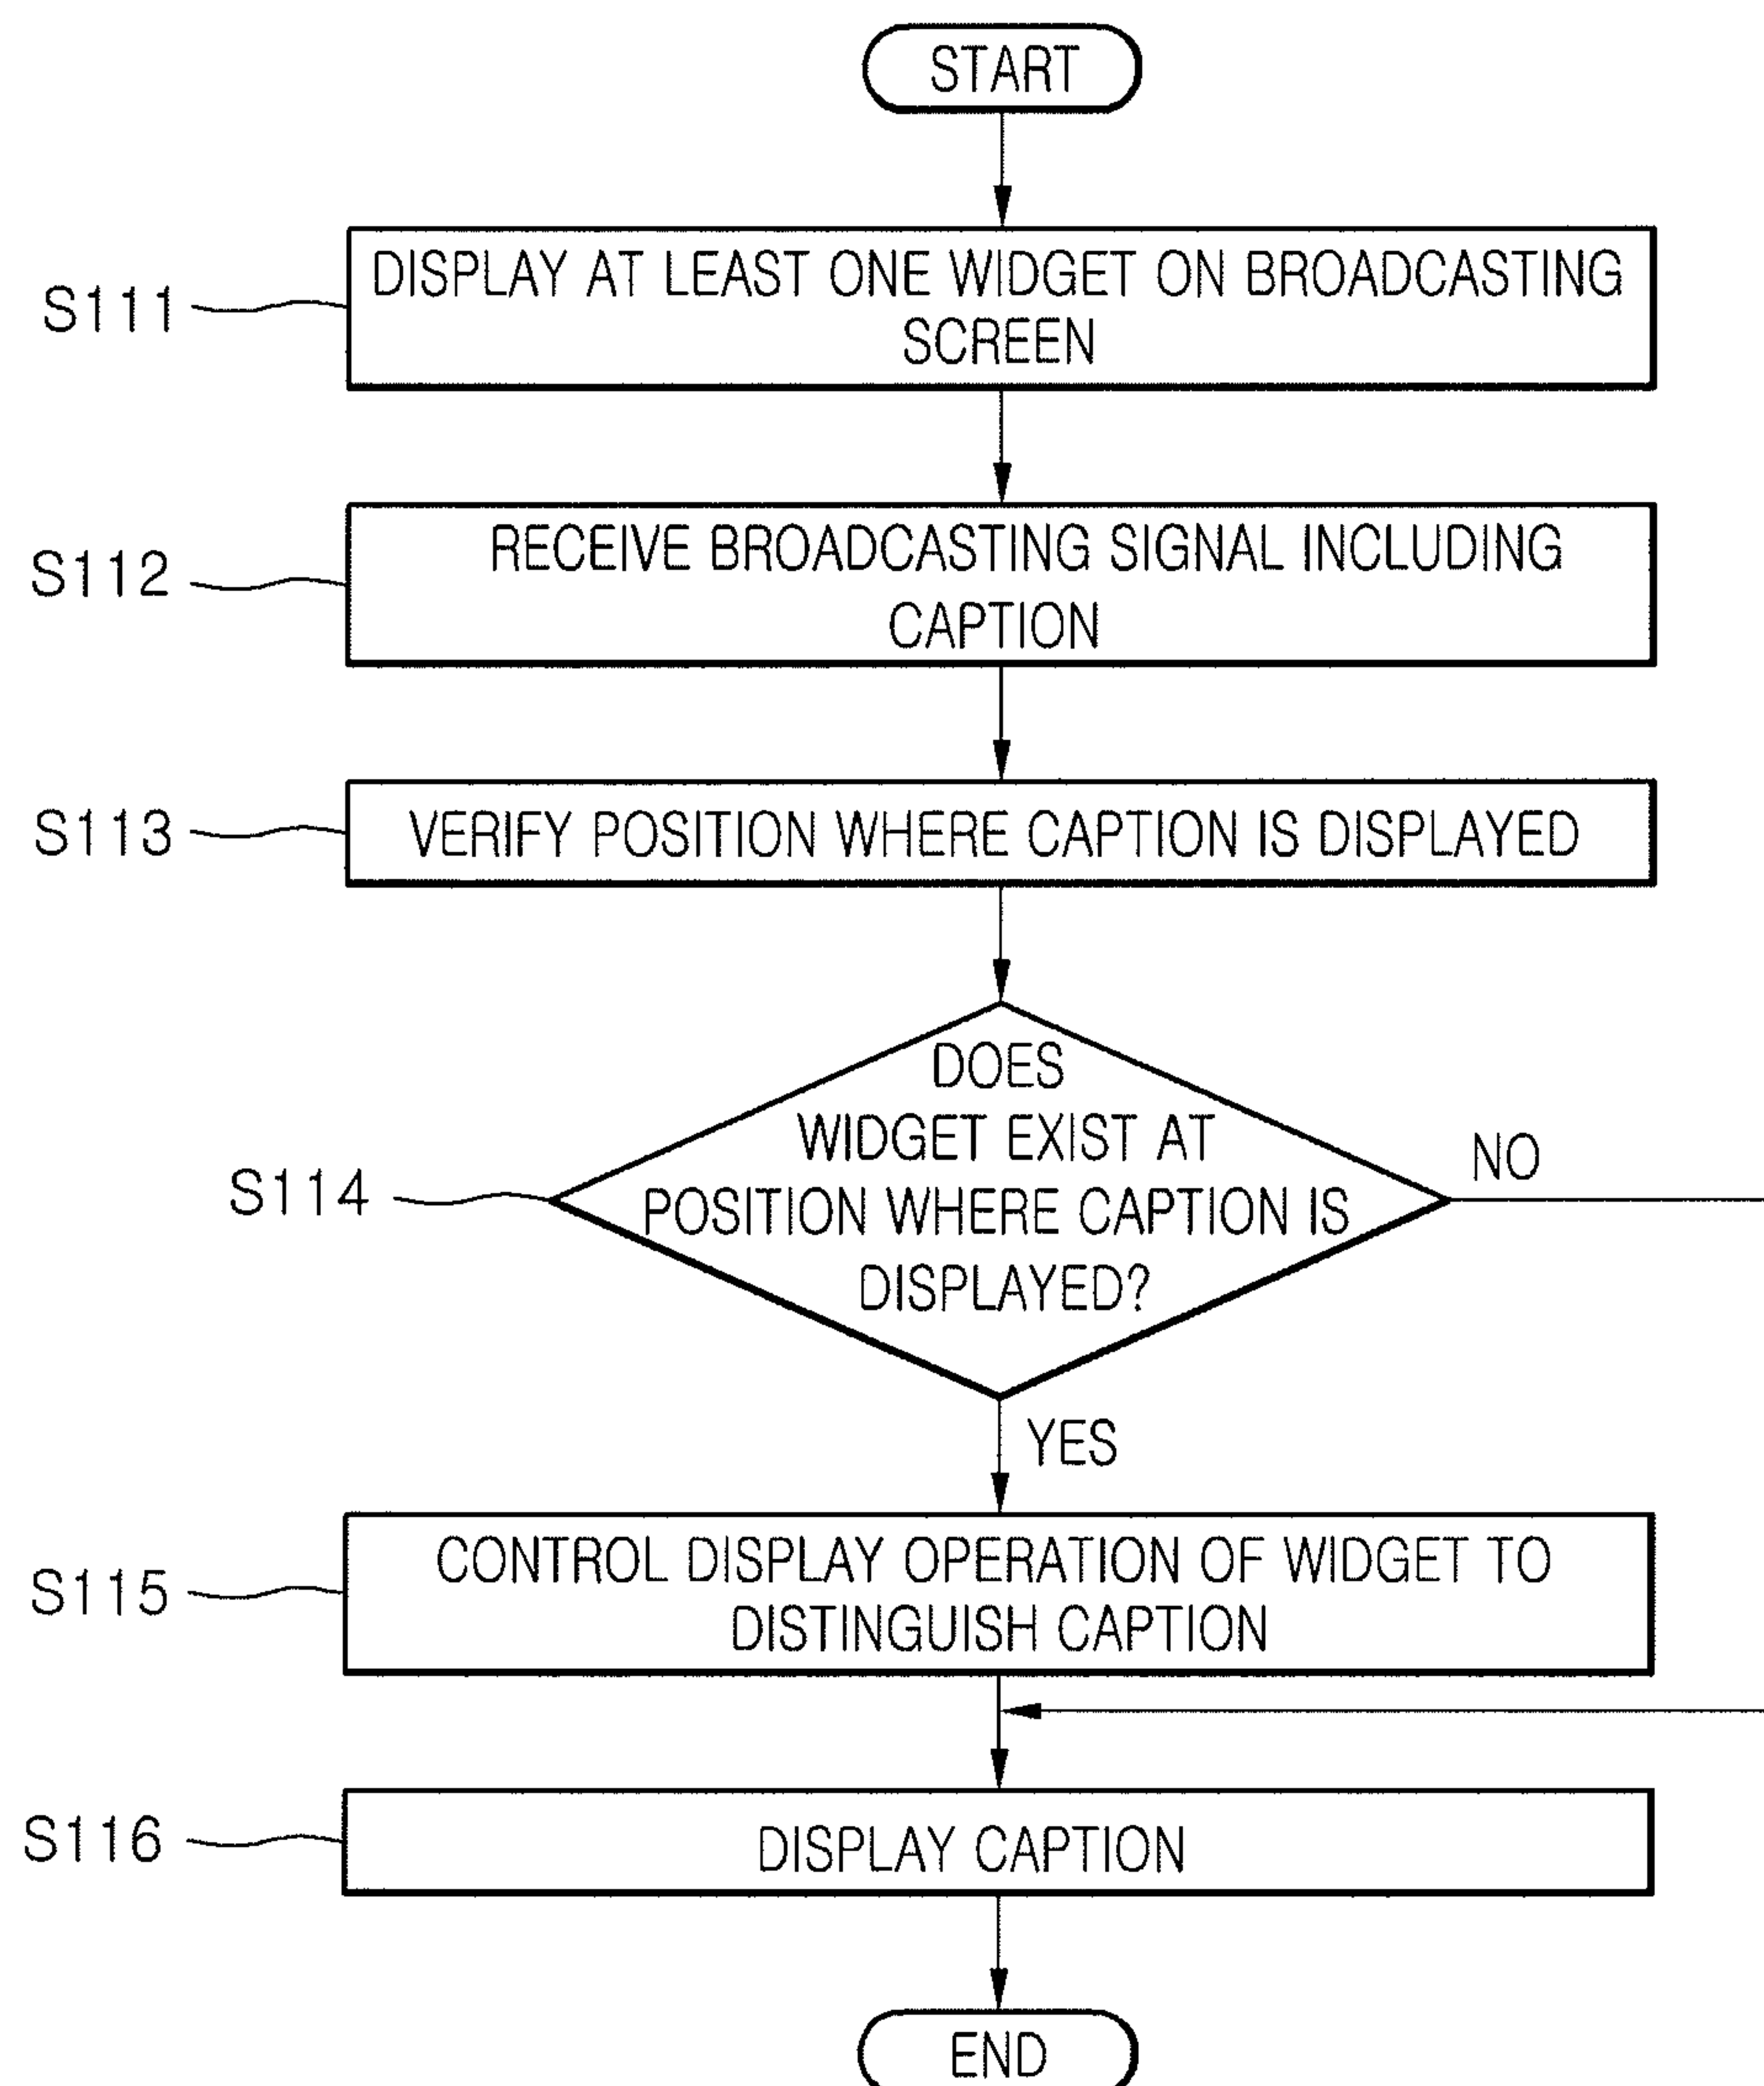 START
S111
DISPLAY AT LEAST ONE WIDGET ON BROADCASTING
SCREEN
S112
RECEIVE BROADCASTING SIGNAL INCLUDING
CAPTION
S113
VERIFY POSITION WHERE CAPTION IS DISPLAYED
S114
DOES
WIDGET EXIST AT
POSITION WHERE CAPTION IS
DISPLAYED?
NO
YES
S115
CONTROL DISPLAY OPERATION OF WIDGET TO
DISTINGUISH CAPTION
S116
DISPLAY CAPTION
END